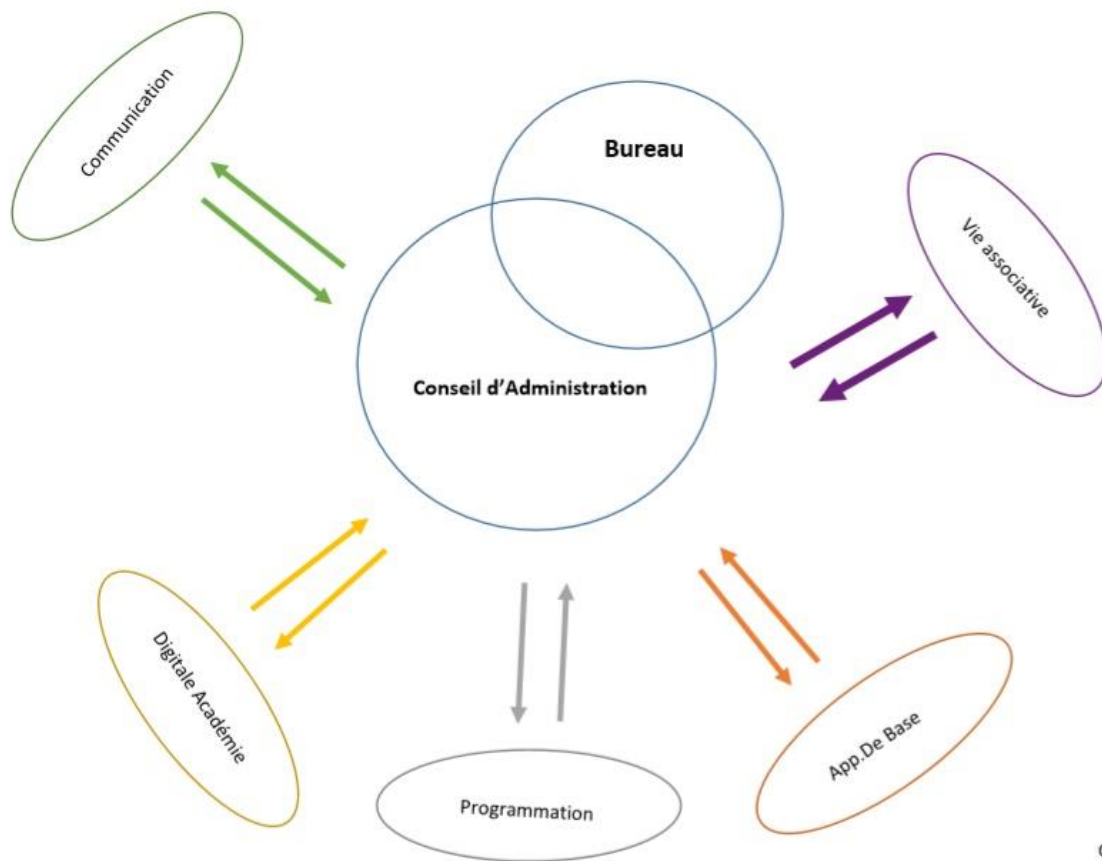 Communication
Bureau
Vie associative
Conseil d’Administration
Digitale Académie
Programmation
App.De Base